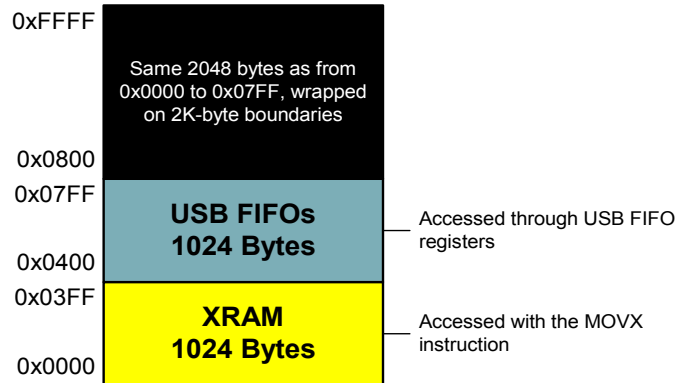 0xFFFF
Same 2048 bytes as from
0x0000 to 0x07FF, wrapped
on 2K-byte boundaries
0x0800
0x07FF
USB FIFOs
1024 Bytes
Accessed through USB FIFO
registers
0x0400
0x03FF
XRAM
1024 Bytes
Accessed with the MOVX
instruction
0x0000